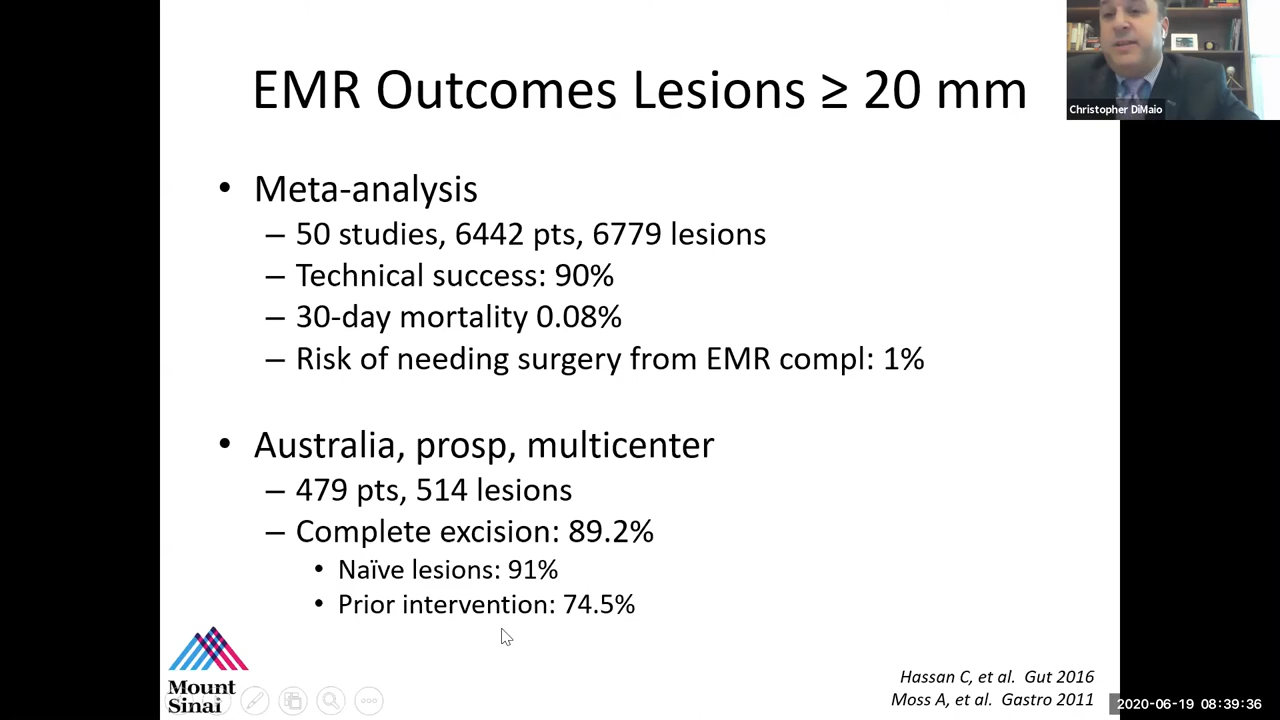 EMR Outcomes Lesions ≥ 20 mm
Christopher DiMaio
• Meta-analysis
– 50 studies, 6442 pts, 6779 lesions
– Technical success: 90%
– 30-day mortality 0.08%
– Risk of needing surgery from EMR compl: 1%
• Australia, prosp, multicenter
– 479 pts, 514 lesions
– Complete excision: 89.2%
• Naïve lesions: 91%
• Prior intervention: 74.5%
Mount
Sinai
Hassan C, et al. Gut 2016
Moss A, et al. Gastro 2011
2020-06-19 08:39:36